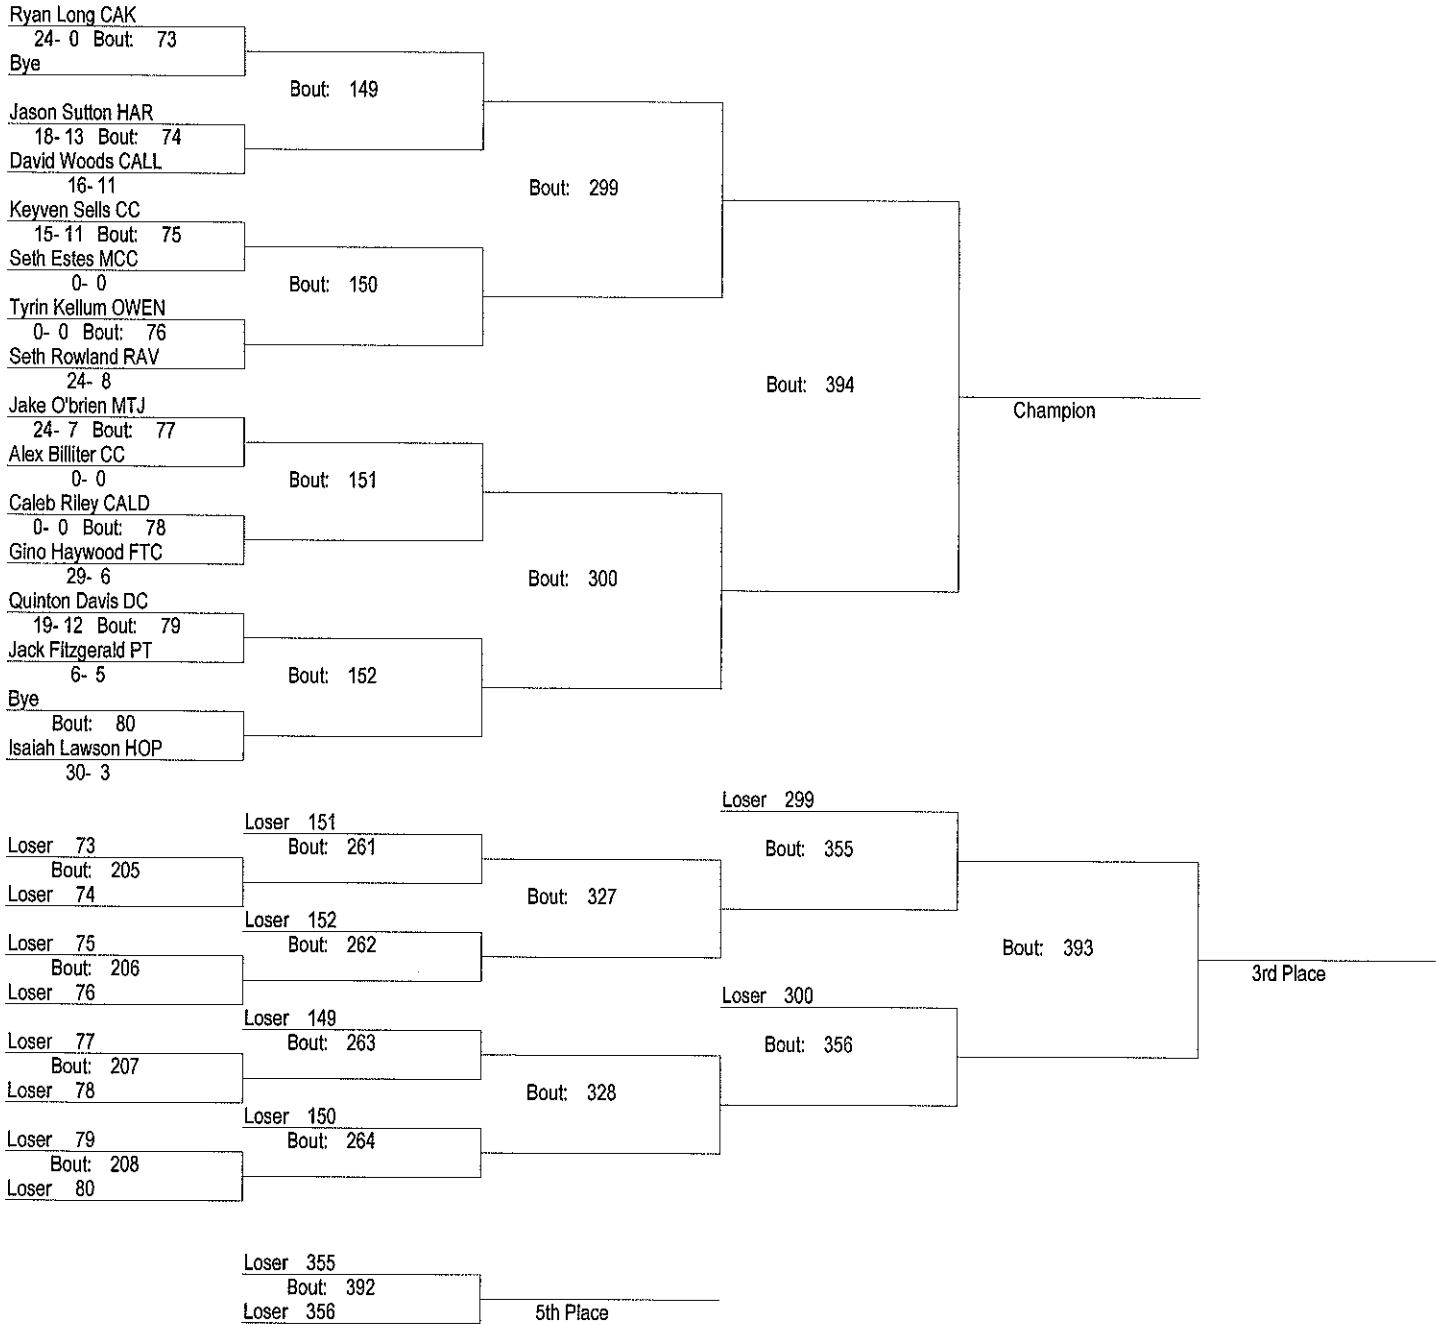 Ryan Long CAK
24- 0 Bout: 73
Bye
Bout: 149
Jason Sutton HAR
18- 13 Bout: 74
David Woods CALL
16- 11
Bout: 299
Keyven Sells CC
15- 11 Bout: 75
Seth Estes MCC
0- 0
Bout: 150
Tyrin Kellum OWEN
0- 0 Bout: 76
Seth Rowland RAV
24- 8
Bout: 394
Champion
Jake O'brien MTJ
24- 7 Bout: 77
Alex Billiter CC
0- 0
Bout: 151
Caleb Riley CALD
0- 0 Bout: 78
Gino Haywood FTC
29- 6
Bout: 300
Quinton Davis DC
19- 12 Bout: 79
Jack Fitzgerald PT
6- 5
Bout: 152
Bye
Bout: 80
Isaiah Lawson HOP
30- 3
Loser 73
Bout: 205
Loser 74
Loser 75
Bout: 206
Loser 76
Loser 77
Bout: 207
Loser 78
Loser 79
Bout: 208
Loser 80
Loser 151
Bout: 261
Loser 152
Bout: 262
Loser 149
Bout: 263
Loser 150
Bout: 264
Bout: 327
Bout: 328
Loser 299
Bout: 355
Loser 300
Bout: 356
Bout: 393
3rd Place
Loser 355
Bout: 392
Loser 356
5th Place